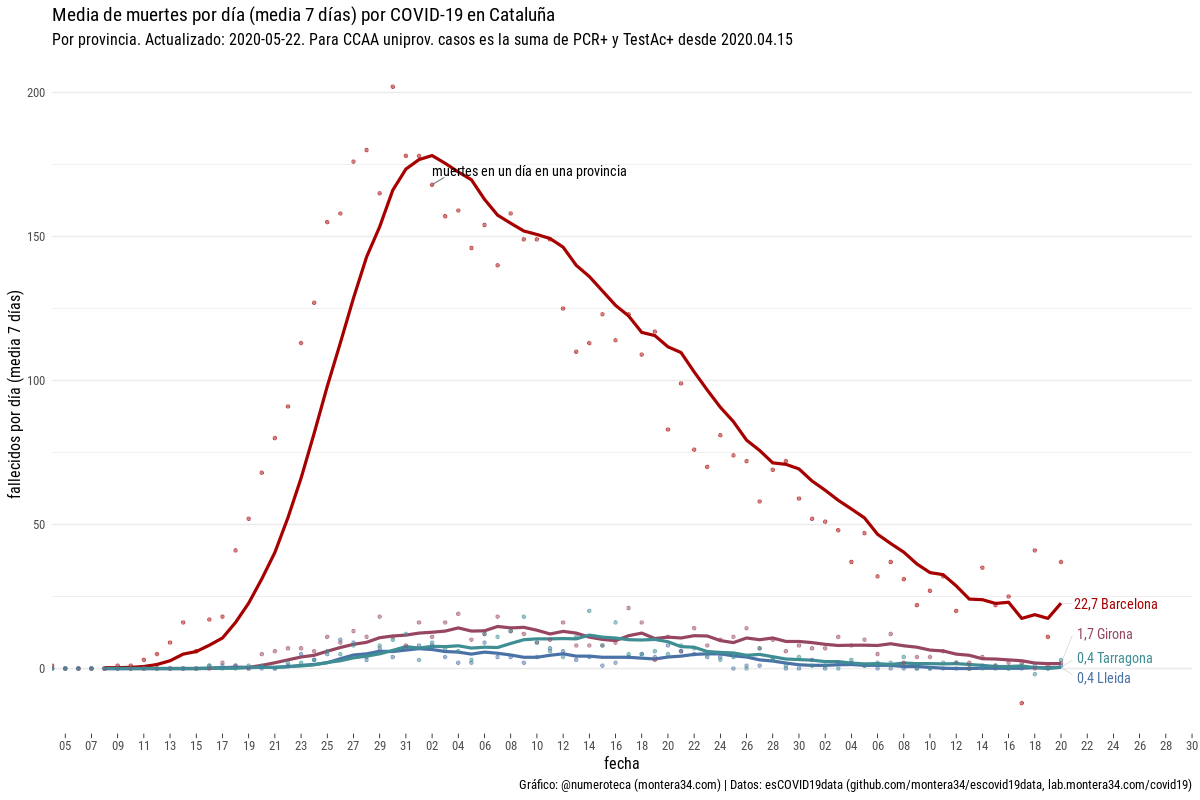 Media de muertes por día (media 7 días) por COVID-19 en Cataluña
Por provincia. Actualizado: 2020-05-22. Para CCAA uniprov. casos es la suma de PCR+ y TestAc+ desde 2020.04.15
fallecidos por día (media 7 días)
200
150
100
50
0
muertes en un día en una provincia
22,7 Barcelona
1,7 Girona
0,4 Tarragona
0,4 Lleida
05 07 09 11 13 15 17 19 21 23 25 27 29 31 02 04 06 08 10 12 14 16 18 20 22 24 26 28 30 02 04 06 08 10 12 14 16 18 20 22 24 26 28 30
fecha
Gráfico: @numeroteca (montera34.com) | Datos: esCOVID19data (github.com/montera34/escovid19data, lab.montera34.com/covid19)